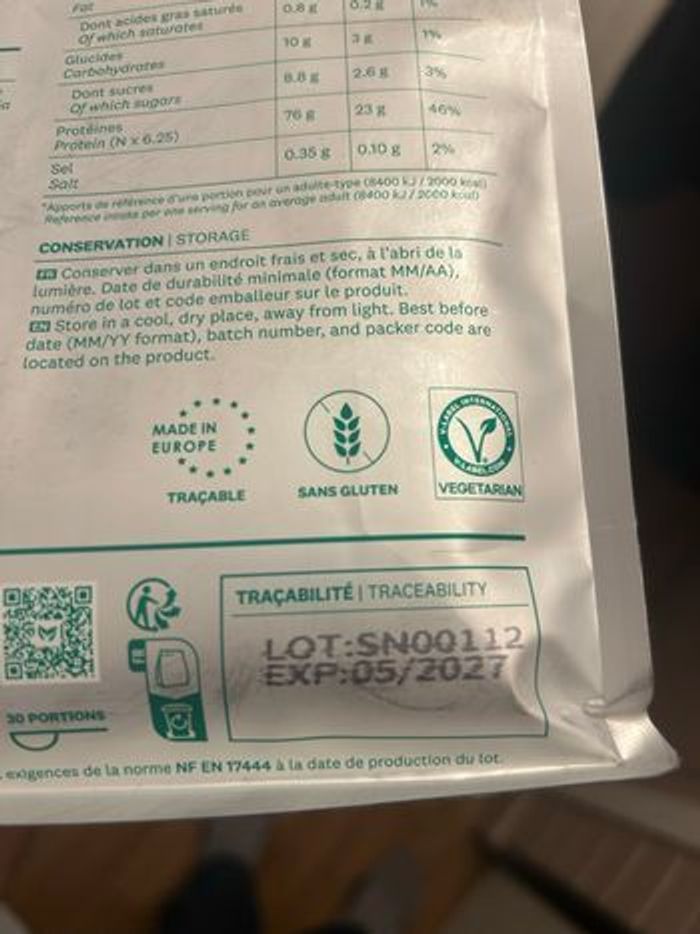 Fat
Dont acides gras saturés 0.8 g 0.2 g 1%
Of which saturates
Glucides 10 g 3 g 1%
Carbohydrates
Dont sucres 8.8 g 2.6 g 3%
Of which sugars
Protéines 76 g 23 g 46%
Protein (N x 6.25)
Sel 0.35 g 0.10 g 2%
Salt
*Apports de référence d'une portion pour un adulte-type (8400 kJ / 2000 kcal)
Reference intake per one serving for an average adult (8400 kJ / 2000 kcal)
CONSERVATION | STORAGE
FR Conserver dans un endroit frais et sec, à l'abri de la
lumière. Date de durabilité minimale (format MM/AA),
numéro de lot et code emballeur sur le produit.
EN Store in a cool, dry place, away from light. Best before
date (MM/YY format), batch number, and packer code are
located on the product.
MADE IN
EUROPE
TRAÇABLE
SANS GLUTEN
V-LABEL INTERNATIONAL
V-LABEL.COM
VEGETARIAN
TRAÇABILITÉ | TRACEABILITY
LOT:SN00112
EXP:05/2027
30 PORTIONS
exigences de la norme NF EN 17444 à la date de production du lot.